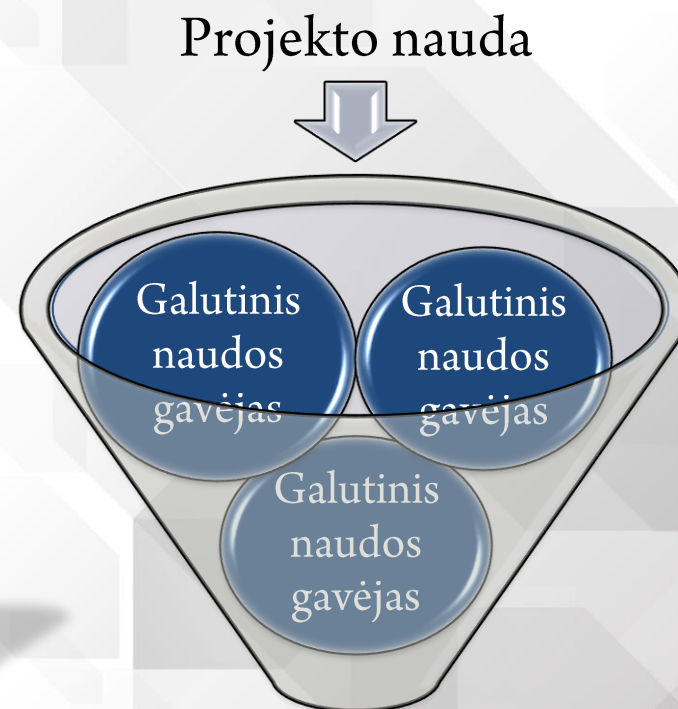 Projekto nauda
Galutinis
naudos
gavėjas
Galutinis
naudos
gavėjas
Galutinis
naudos
gavėjas